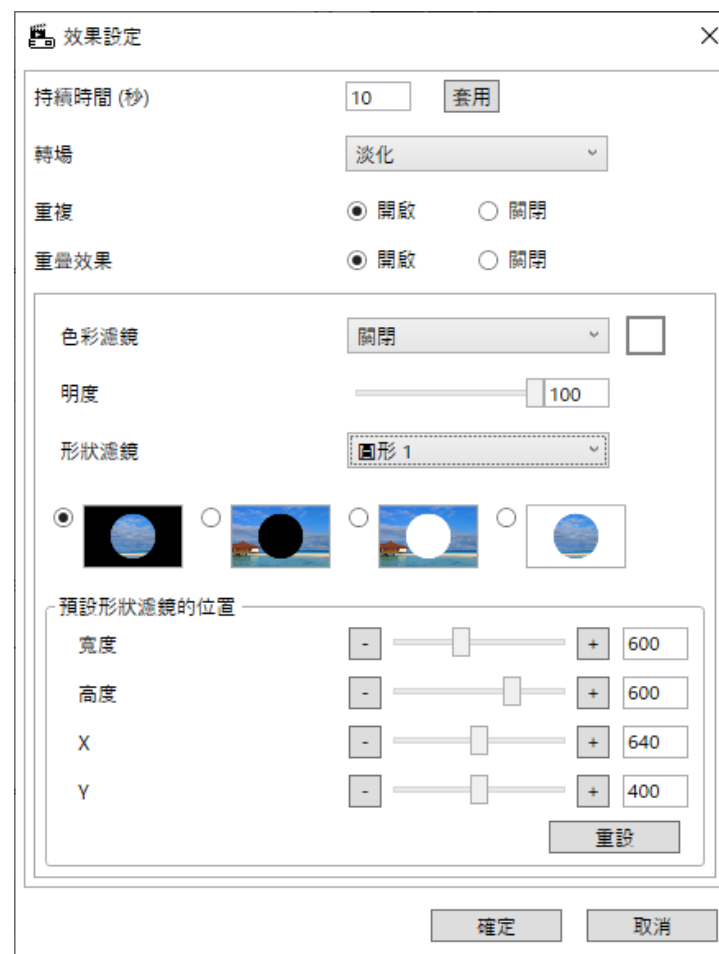 效果設定
持續時間 (秒) 10 套用
轉場 淡化
重複 開啟 關閉
重疊效果 開啟 關閉
色彩濾鏡 關閉
明度 100
形狀濾鏡 圓形 1
預設形狀濾鏡的位置
寬度 - + 600
高度 - + 600
X - + 640
Y - + 400
重設
確定 取消